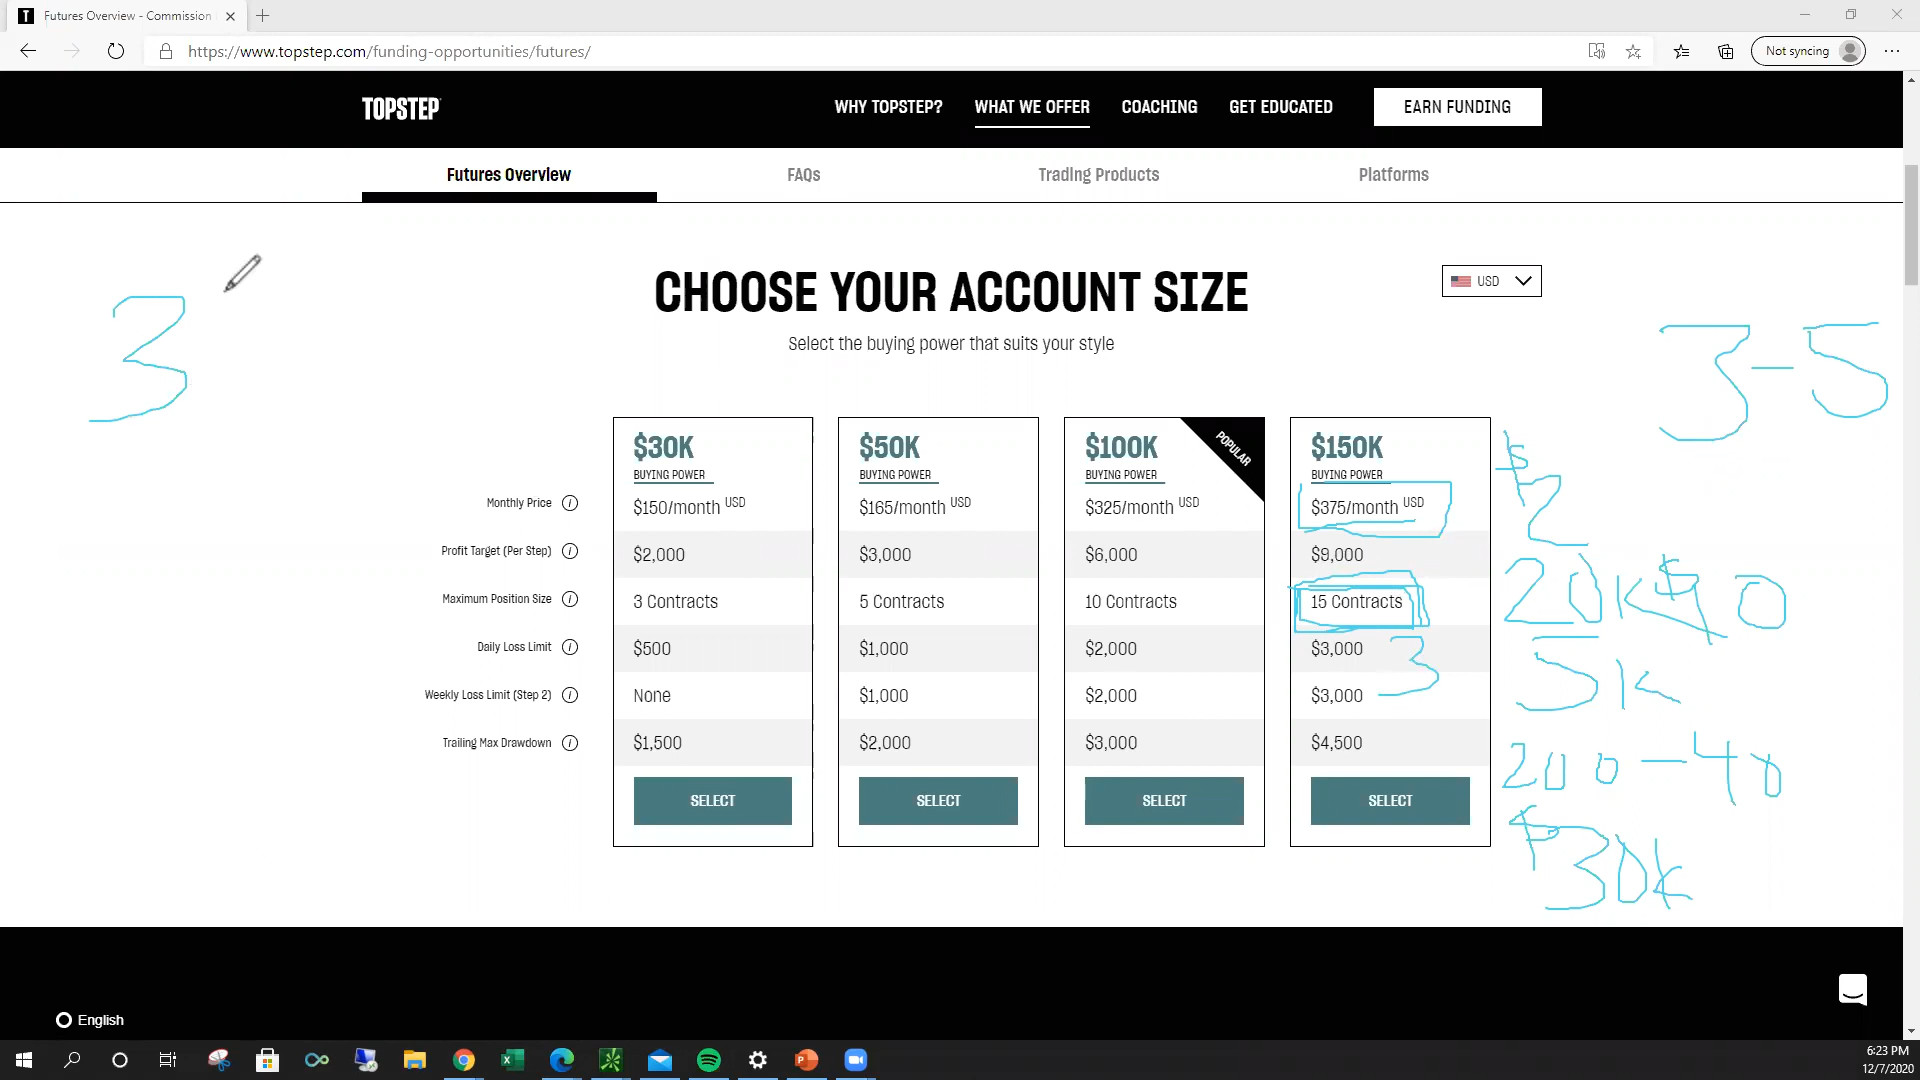 Futures Overview - Commission
https://www.topstep.com/funding-opportunities/futures/
Not syncing
TOPSTEP
WHY TOPSTEP?
WHAT WE OFFER
COACHING
GET EDUCATED
EARN FUNDING
Futures Overview
FAQs
Trading Products
Platforms
CHOOSE YOUR ACCOUNT SIZE
USD
Select the buying power that suits your style
3
3-5
$30K
$50K
$100K
POPULAR
$150K
BUYING POWER
BUYING POWER
BUYING POWER
BUYING POWER
Monthly Price
$150/month USD
$165/month USD
$325/month USD
$375/month USD
$2
Profit Target (Per Step)
$2,000
$3,000
$6,000
$9,000
Maximum Position Size
3 Contracts
5 Contracts
10 Contracts
15 Contracts
20k
0
Daily Loss Limit
$500
$1,000
$2,000
$3,000
3
5k
Weekly Loss Limit (Step 2)
None
$1,000
$2,000
$3,000
Trailing Max Drawdown
$1,500
$2,000
$3,000
$4,500
200-40
SELECT
SELECT
SELECT
SELECT
$30k
English
6:23 PM
12/7/2020